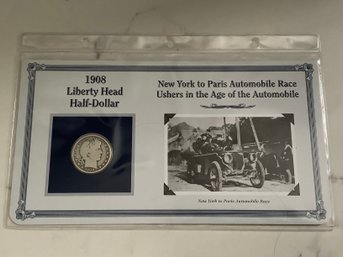 1908
Liberty Head
Half-Dollar
New York to Paris Automobile Race
Ushers in the Age of the Automobile
New York to Paris Automobile Race